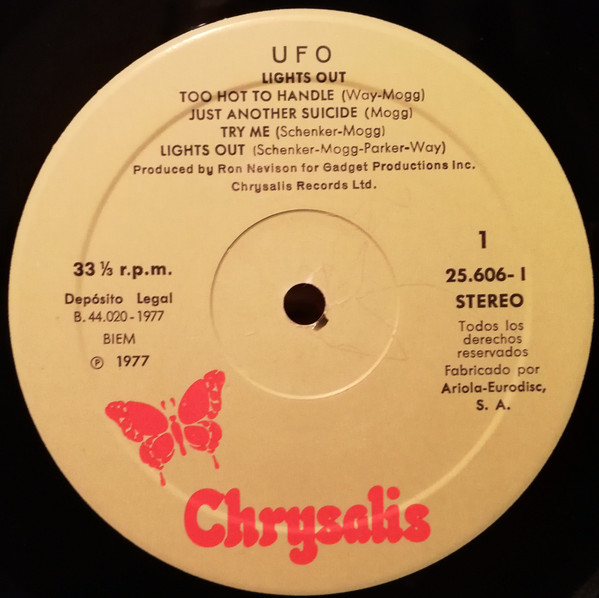 UFO
LIGHTS OUT
TOO HOT TO HANDLE (Way-Mogg)
JUST ANOTHER SUICIDE (Mogg)
TRY ME (Schenker-Mogg)
LIGHTS OUT (Schenker-Mogg-Parker-Way)
Produced by Ron Nevison for Gadget Productions Inc.
Chrysalis Records Ltd.
33 ⅓ r.p.m.
Depósito Legal
B. 44.020-1977
BIEM
℗ 1977
1
25.606-I
STEREO
Todos los
derechos
reservados
Fabricado por
Ariola-Eurodisc,
S. A.
Chrysalis